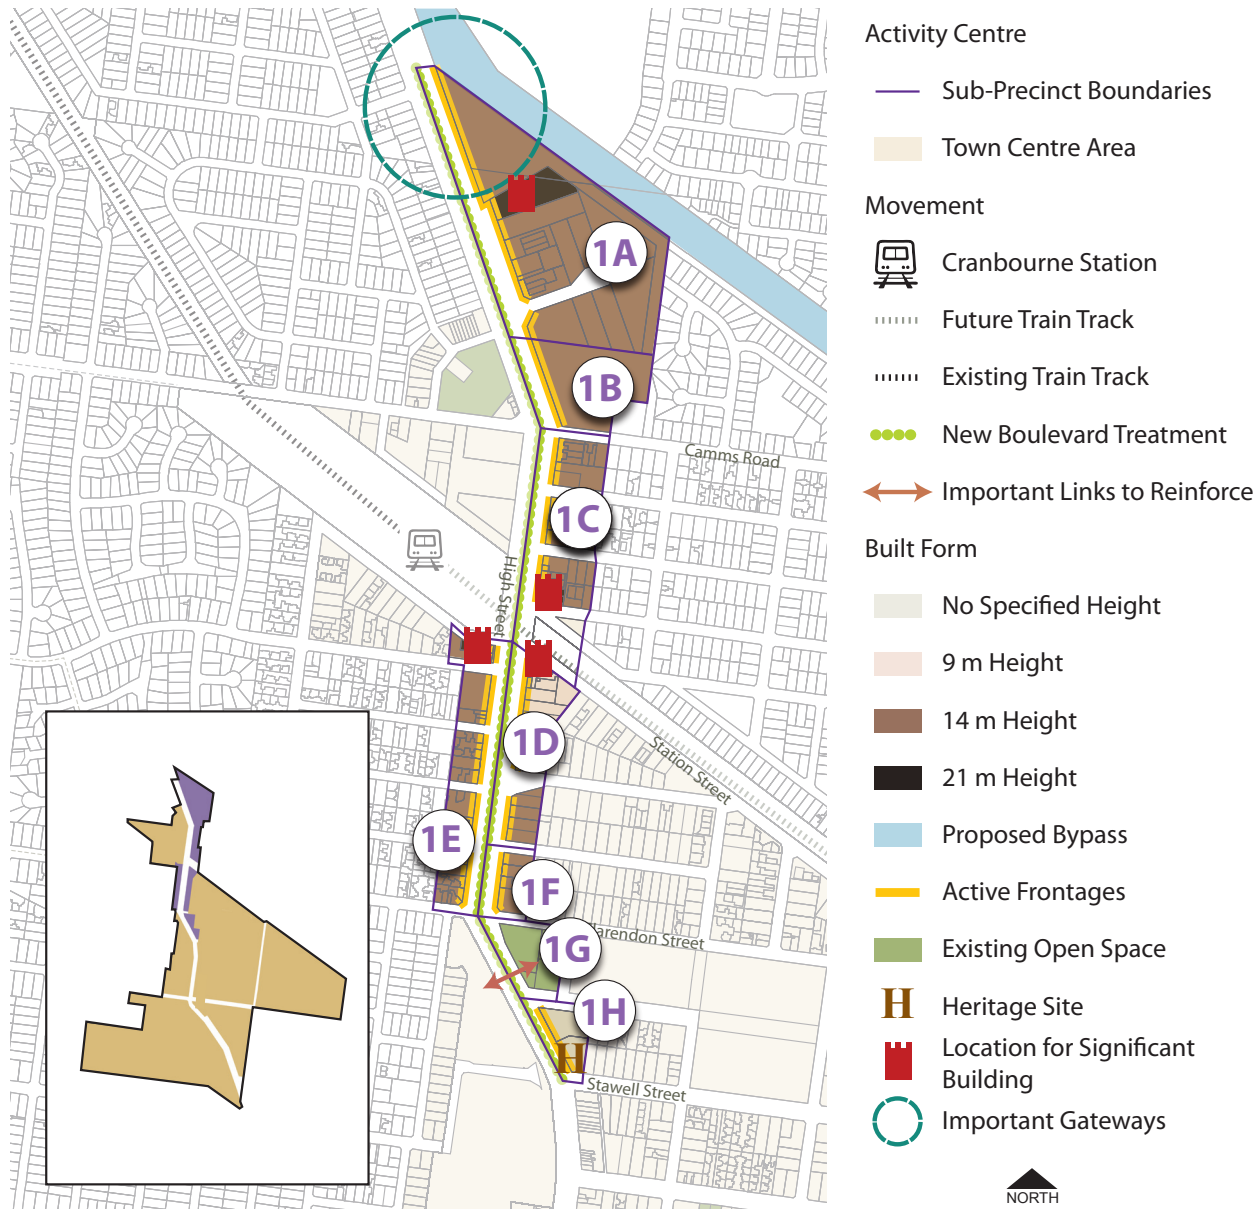 1A
1B
Camms Road
1C
High Street
1D
Station Street
1E
1F
larendon Street
1G
1H
H
Stawell Street
Activity Centre
Sub-Precinct Boundaries
Town Centre Area
Movement
Cranbourne Station
Future Train Track
Existing Train Track
New Boulevard Treatment
Important Links to Reinforce
Built Form
No Specified Height
9 m Height
14 m Height
21 m Height
Proposed Bypass
Active Frontages
Existing Open Space
H Heritage Site
Location for Significant
Building
Important Gateways
NORTH